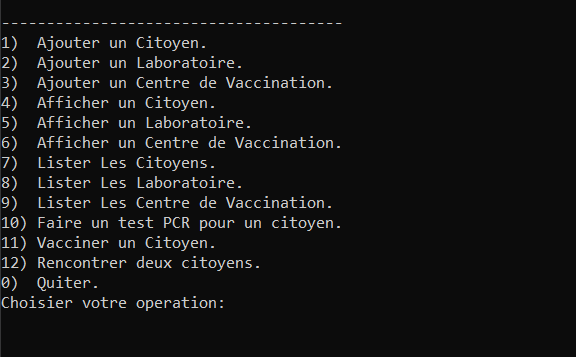 --------------------------------------
1)  Ajouter un Citoyen.
2)  Ajouter un Laboratoire.
3)  Ajouter un Centre de Vaccination.
4)  Afficher un Citoyen.
5)  Afficher un Laboratoire.
6)  Afficher un Centre de Vaccination.
7)  Lister Les Citoyens.
8)  Lister Les Laboratoire.
9)  Lister Les Centre de Vaccination.
10) Faire un test PCR pour un citoyen.
11) Vacciner un Citoyen.
12) Rencontrer deux citoyens.
0)  Quiter.
Choisier votre operation: